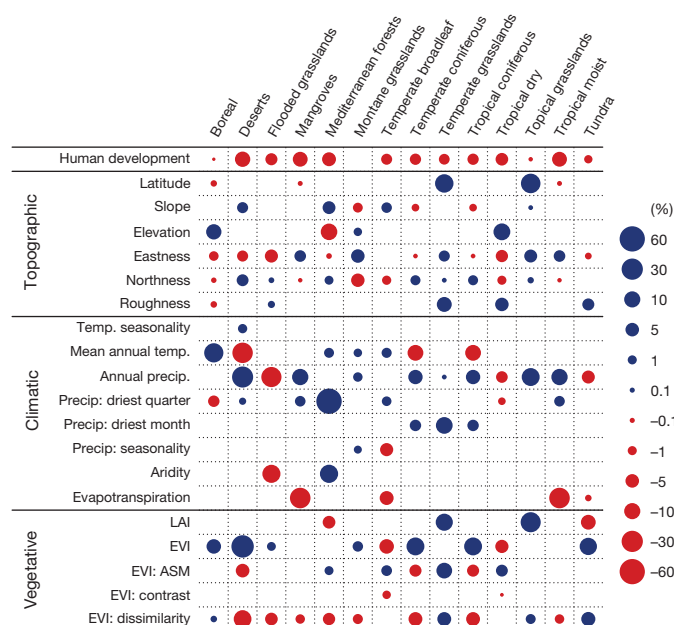 Boreal
Deserts
Flooded grasslands
Mangroves
Mediterranean forests
Montane grasslands
Temperate broadleaf
Temperate coniferous
Temperate grasslands
Tropical coniferous
Tropical dry
Topical grasslands
Tropical moist
Tundra
Human development
Topographic
Latitude
Slope
Elevation
Eastness
Northness
Roughness
Climatic
Temp. seasonality
Mean annual temp.
Annual precip.
Precip: driest quarter
Precip: driest month
Precip: seasonality
Aridity
Evapotranspiration
Vegetative
LAI
EVI
EVI: ASM
EVI: contrast
EVI: dissimilarity
(%)
60
30
10
5
1
0.1
–0.1
–1
–5
–10
–30
–60